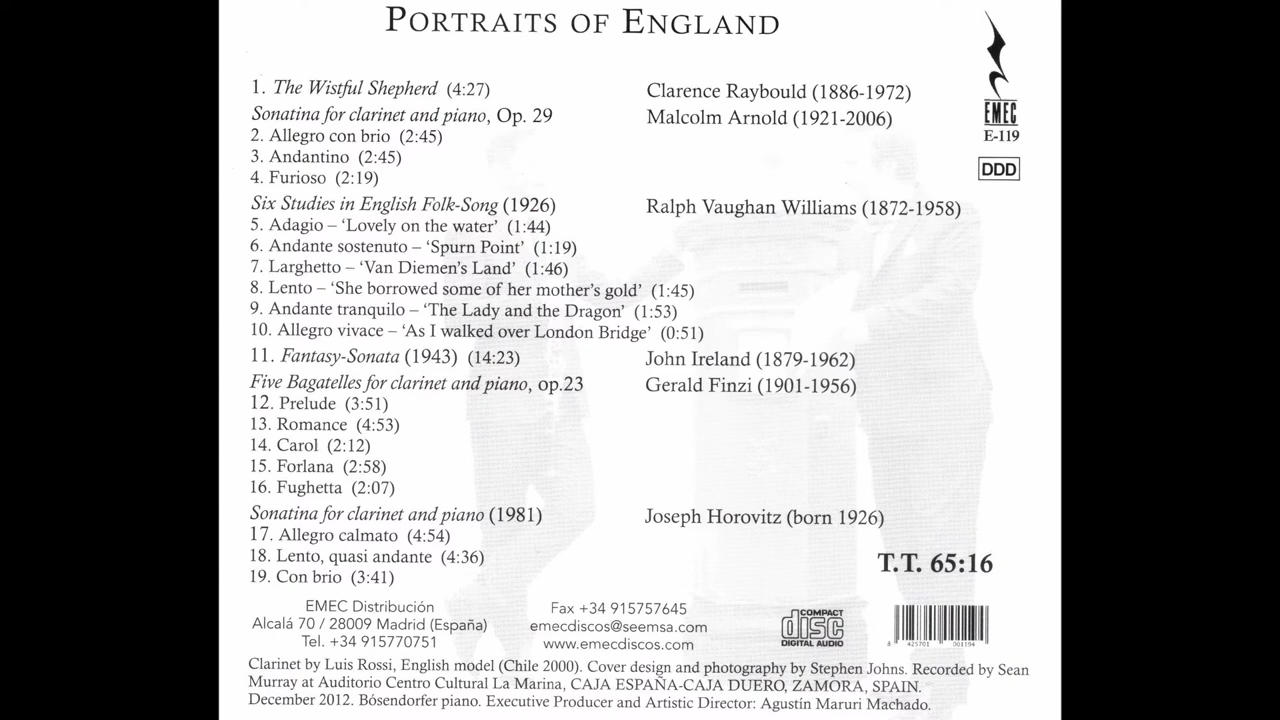 PORTRAITS OF ENGLAND
1. The Wistful Shepherd (4:27) Clarence Raybould (1886-1972)
Sonatina for clarinet and piano, Op. 29 Malcolm Arnold (1921-2006)
2. Allegro con brio (2:45)
3. Andantino (2:45)
4. Furioso (2:19)
Six Studies in English Folk-Song (1926) Ralph Vaughan Williams (1872-1958)
5. Adagio – ‘Lovely on the water’ (1:44)
6. Andante sostenuto – ‘Spurn Point’ (1:19)
7. Larghetto – ‘Van Diemen’s Land’ (1:46)
8. Lento – ‘She borrowed some of her mother’s gold’ (1:45)
9. Andante tranquilo – ‘The Lady and the Dragon’ (1:53)
10. Allegro vivace – ‘As I walked over London Bridge’ (0:51)
11. Fantasy-Sonata (1943) (14:23) John Ireland (1879-1962)
Five Bagatelles for clarinet and piano, op.23 Gerald Finzi (1901-1956)
12. Prelude (3:51)
13. Romance (4:53)
14. Carol (2:12)
15. Forlana (2:58)
16. Fughetta (2:07)
Sonatina for clarinet and piano (1981) Joseph Horovitz (born 1926)
17. Allegro calmato (4:54)
18. Lento, quasi andante (4:36)
19. Con brio (3:41)
EMEC
E-119
DDD
T.T. 65:16
EMEC Distribución
Alcalá 70 / 28009 Madrid (España)
Tel. +34 915770751
Fax +34 915757645
emecdiscos@seemsa.com
www.emecdiscos.com
COMPACT
disc
DIGITAL AUDIO
8 425701 001194
Clarinet by Luis Rossi, English model (Chile 2000). Cover design and photography by Stephen Johns. Recorded by Sean
Murray at Auditorio Centro Cultural La Marina, CAJA ESPAÑA-CAJA DUERO, ZAMORA, SPAIN.
December 2012. Bósendorfer piano. Executive Producer and Artistic Director: Agustín Maruri Machado.